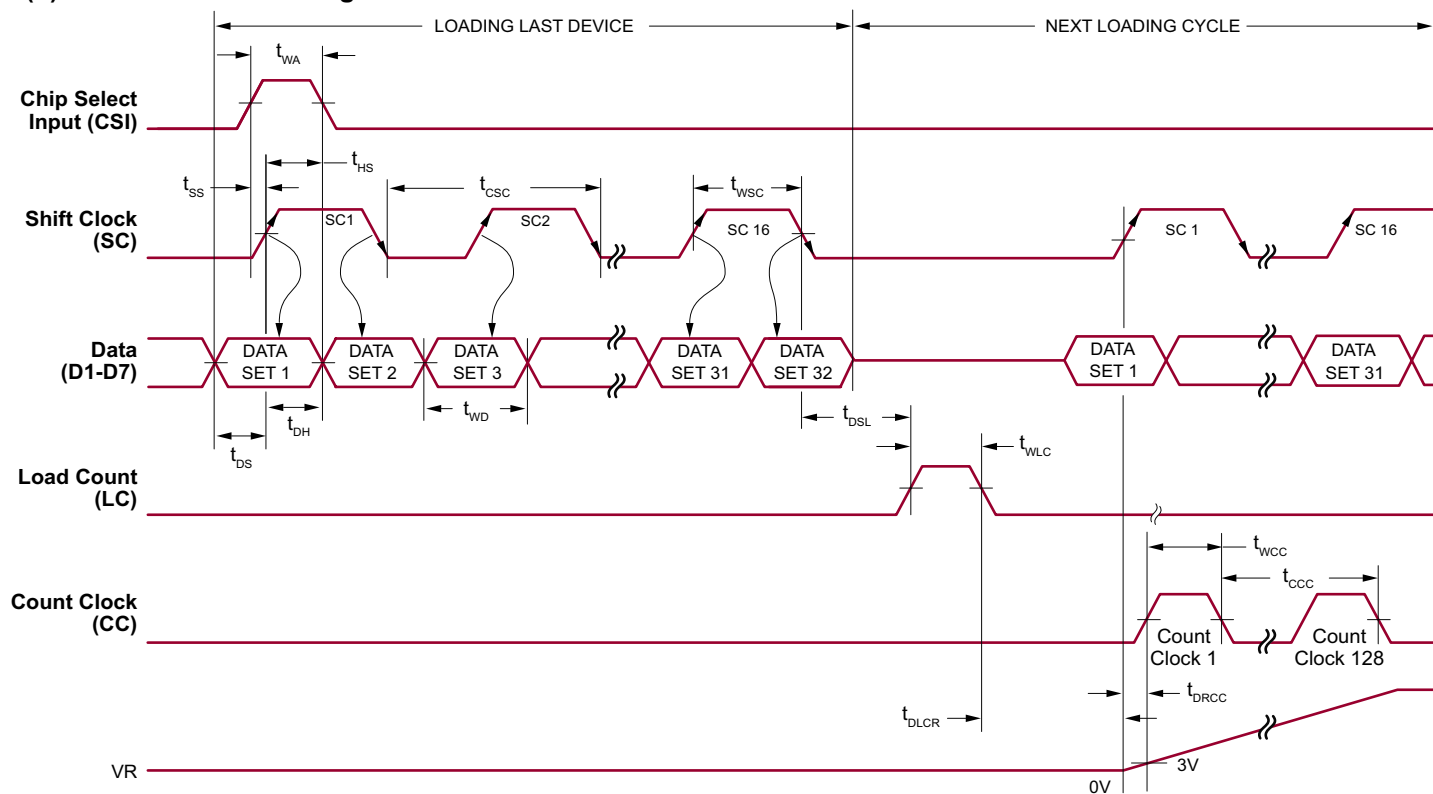 LOADING LAST DEVICE
NEXT LOADING CYCLE
tWA
Chip Select
Input (CSI)
tHS
tSS
tCSC
tWSC
Shift Clock
(SC)
SC1
SC2
SC 16
SC 1
SC 16
Data
(D1-D7)
DATA
SET 1
DATA
SET 2
DATA
SET 3
DATA
SET 31
DATA
SET 32
DATA
SET 1
DATA
SET 31
tDH
tWD
tDSL
tDS
tWLC
Load Count
(LC)
tWCC
tCCC
Count Clock
(CC)
Count
Clock 1
Count
Clock 128
tDRCC
tDLCR
VR
3V
0V